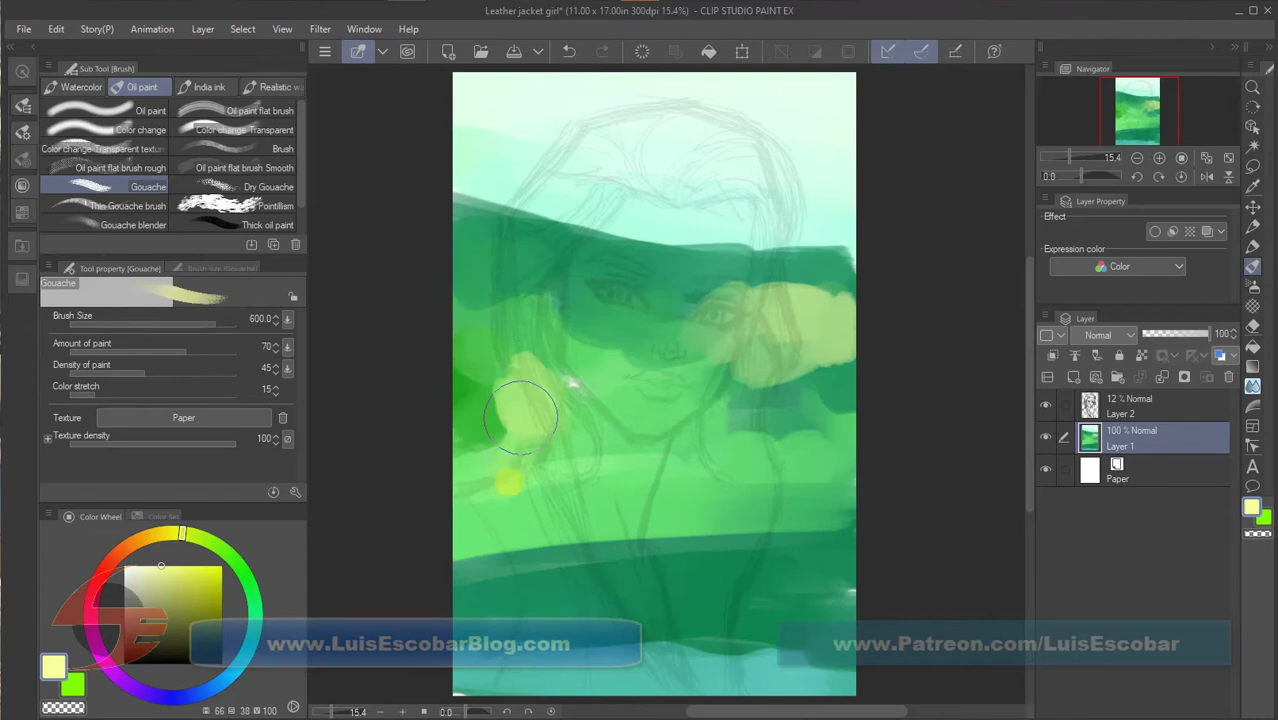 Leather jacket girl* (11.00 x 17.00in 300dpi 15.4%) - CLIP STUDIO PAINT EX
File Edit Story(P) Animation Layer Select View Filter Window Help
Sub Tool [Brush]
Watercolor Oil paint India ink Realistic w
Oil paint Oil paint flat brush
Color change Color change Transparent
Color change Transparent textur Brush
Oil paint flat brush rough Oil paint flat brush Smooth
Gouache Dry Gouache
Thin Gouache brush Pointillism
Gouache blender Thick oil paint
Tool property [Gouache] Brush size [Gouache]
Gouache
Brush Size 600.0
Amount of paint 70
Density of paint 45
Color stretch 15
Texture Paper
Texture density 100
Color Wheel Color Set
66 38 100
Navigator
15.4
0.0
Layer Property
Effect
Expression color
Color
Layer
Normal 100
12 % Normal
Layer 2
100 % Normal
Layer 1
Paper
www.LuisEscobarBlog.com
www.Patreon.com/LuisEscobar
15.4 0.0